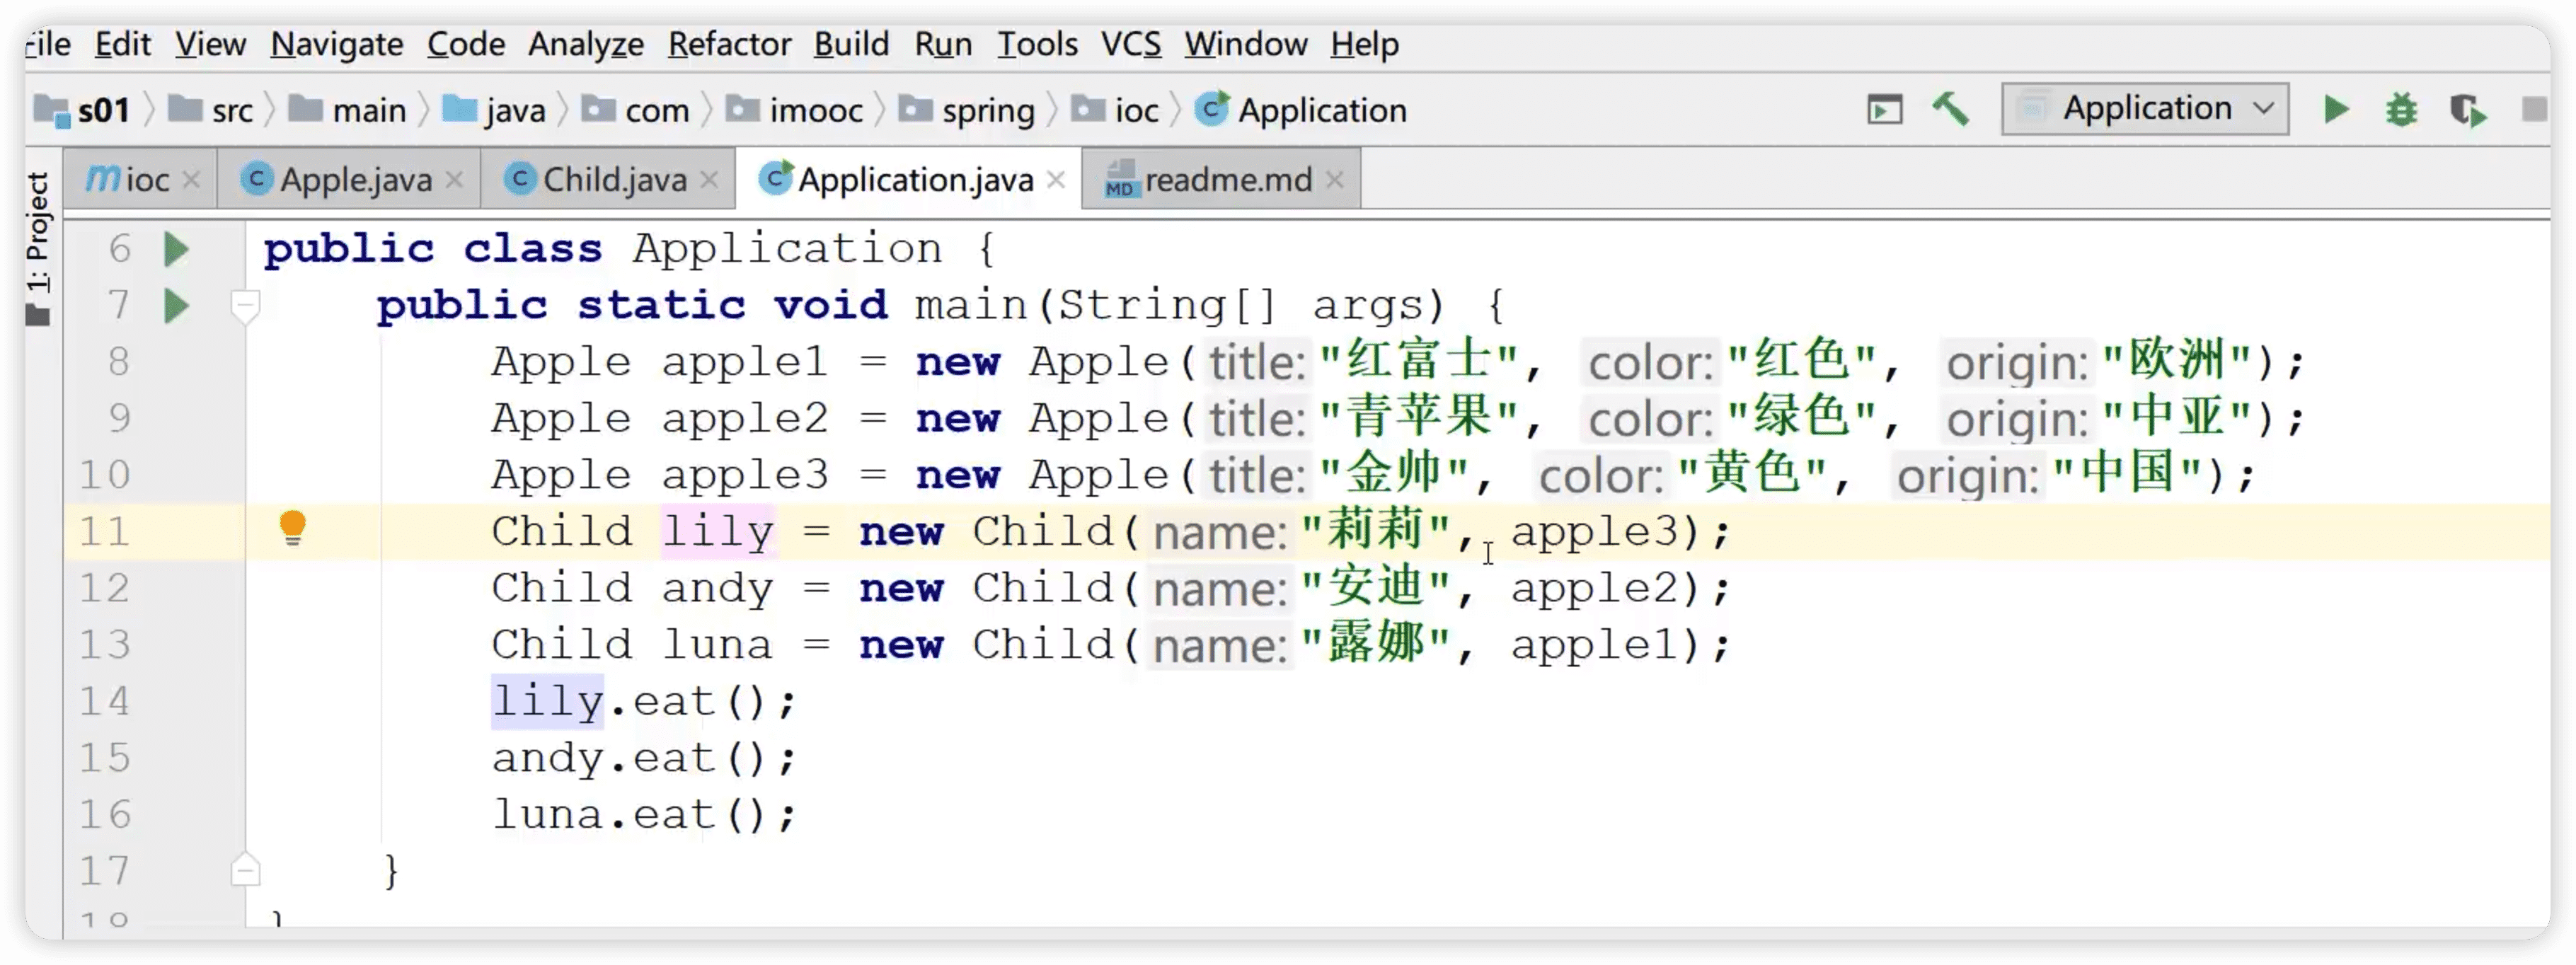 File Edit View Navigate Code Analyze Refactor Build Run Tools VCS Window Help
s01 src main java com imooc spring ioc Application Application
m ioc Apple.java Child.java Application.java MD readme.md
1: Project
6 public class Application {
7 public static void main(String[] args) {
8 Apple apple1 = new Apple( title: "红富士", color: "红色", origin: "欧洲");
9 Apple apple2 = new Apple( title: "青苹果", color: "绿色", origin: "中亚");
10 Apple apple3 = new Apple( title: "金帅", color: "黄色", origin: "中国");
11 Child lily = new Child( name: "莉莉", apple3);
12 Child andy = new Child( name: "安迪", apple2);
13 Child luna = new Child( name: "露娜", apple1);
14 lily.eat();
15 andy.eat();
16 luna.eat();
17 }
18 }